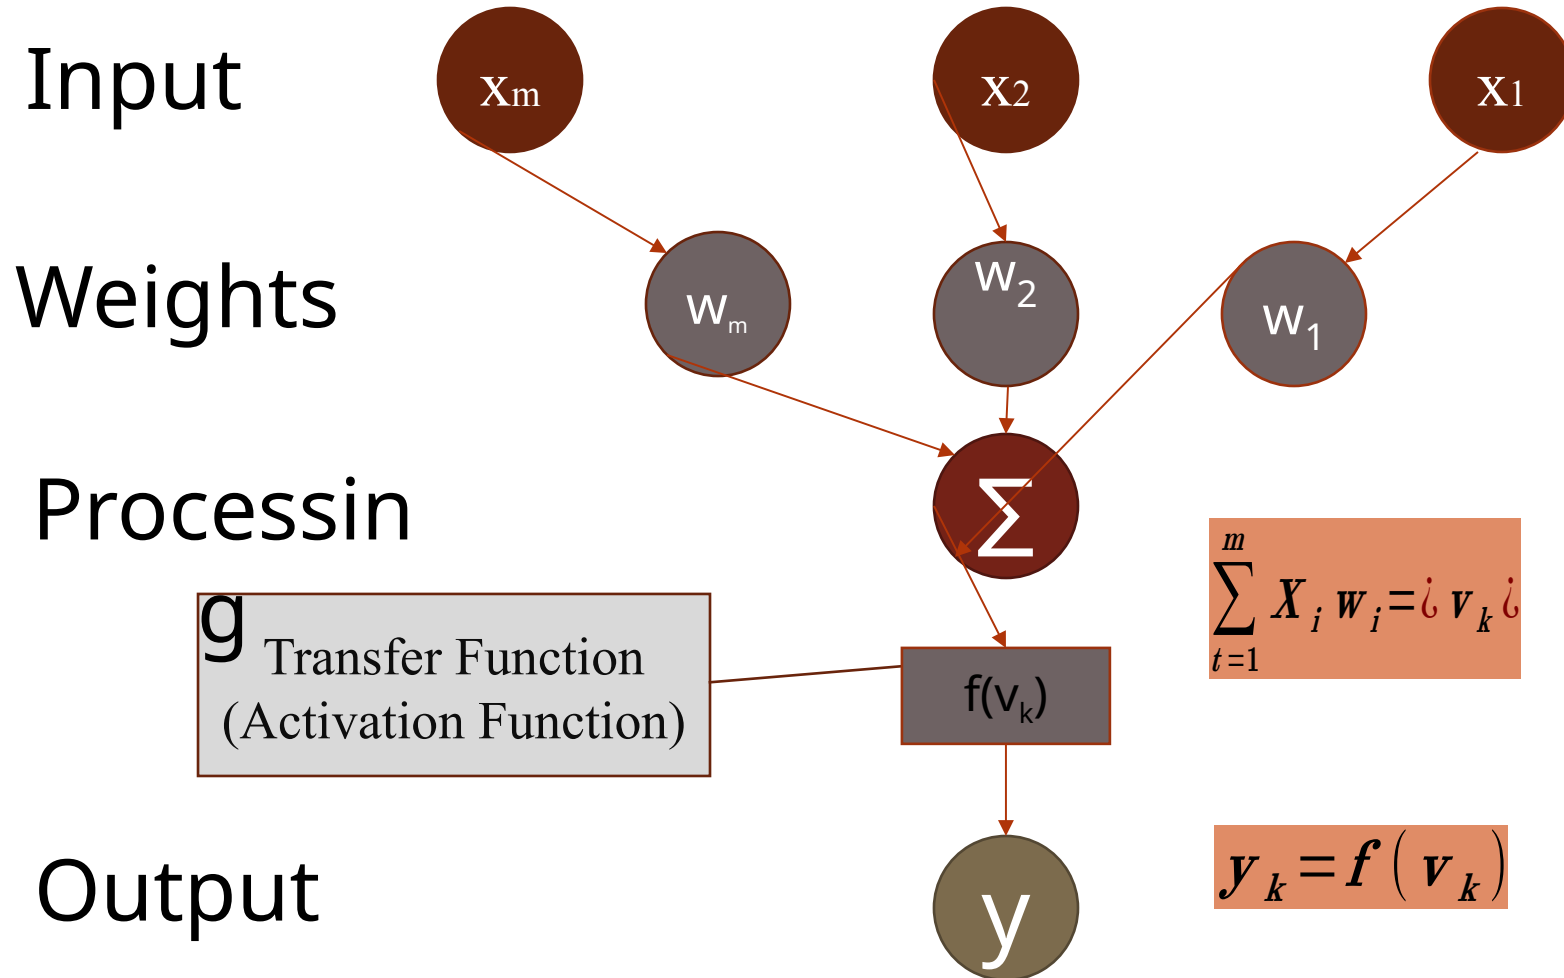 Input
xm
x2
x1
Weights
wm
w2
w1
Processin
g
Σ
m
∑ Xi wi =¿ vk ¿
t=1
Transfer Function
(Activation Function)
f(vk)
Output
y
yk = f ( vk )